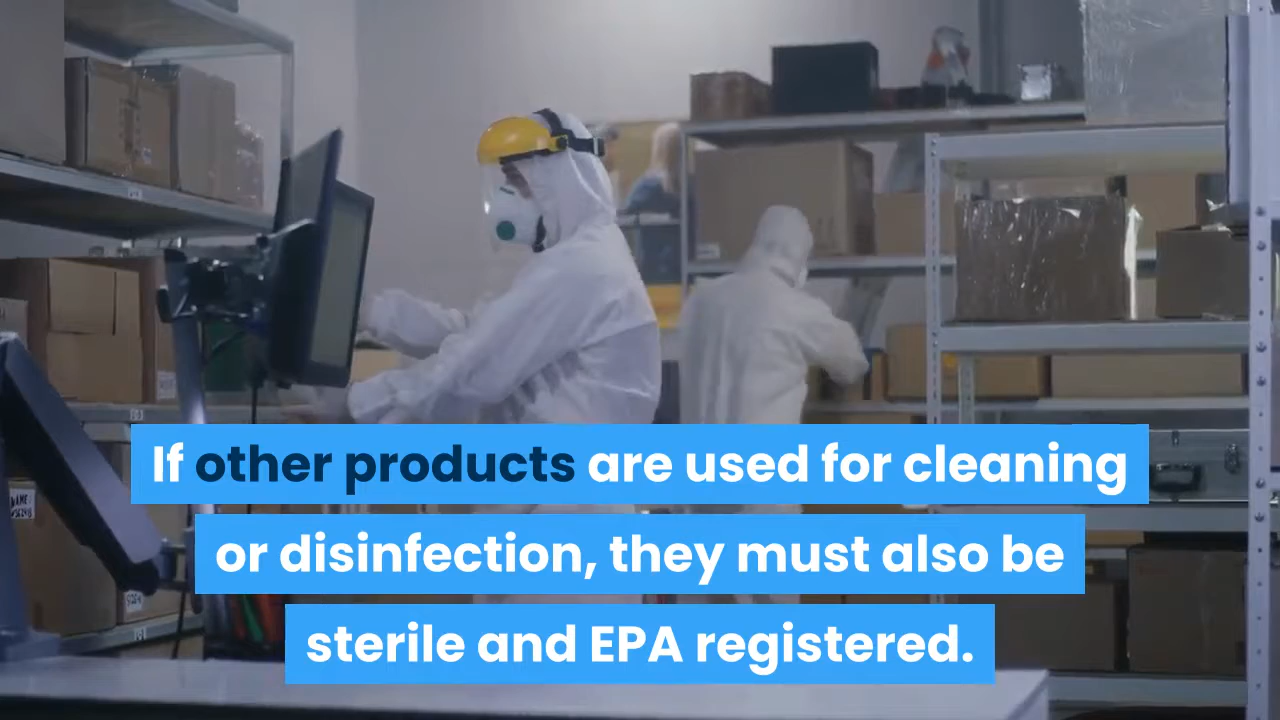 If other products are used for cleaning
or disinfection, they must also be
sterile and EPA registered.